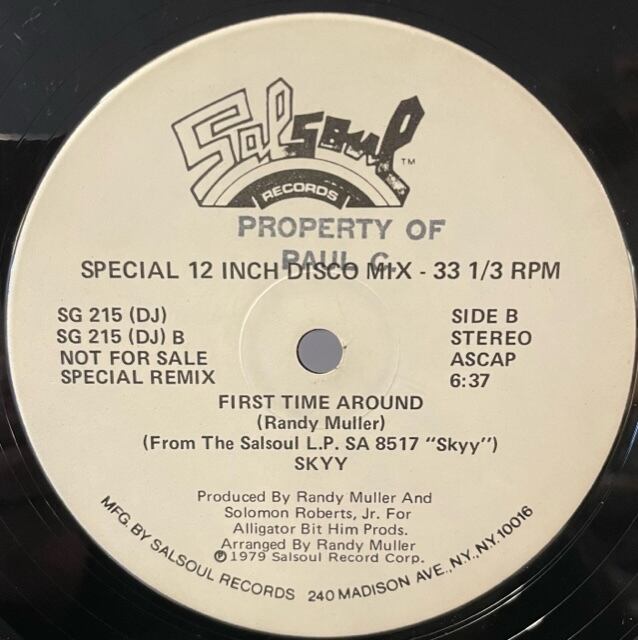 Salsoul™
RECORDS
PROPERTY OF
PAUL C.
SPECIAL 12 INCH DISCO MIX - 33 1/3 RPM
SG 215 (DJ)
SG 215 (DJ) B
NOT FOR SALE
SPECIAL REMIX
SIDE B
STEREO
ASCAP
6:37
FIRST TIME AROUND
(Randy Muller)
(From The Salsoul L.P. SA 8517 "Skyy")
SKYY
Produced By Randy Muller And
Solomon Roberts, Jr. For
Alligator Bit Him Prods.
Arranged By Randy Muller
℗1979 Salsoul Record Corp.
MFG. BY SALSOUL RECORDS 240 MADISON AVE., N.Y., N.Y. 10016